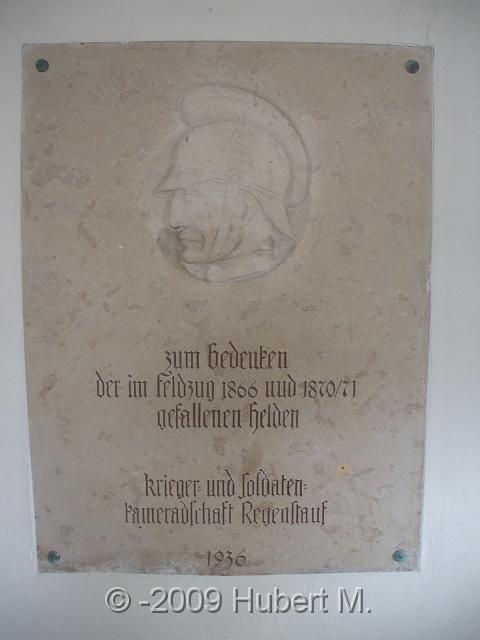 zum Gedenken
der im Feldzug 1866 und 1870/71
gefallenen Helden
Krieger- und Soldaten-
kameradschaft Regenstauf
1936
© -2009 Hubert M.